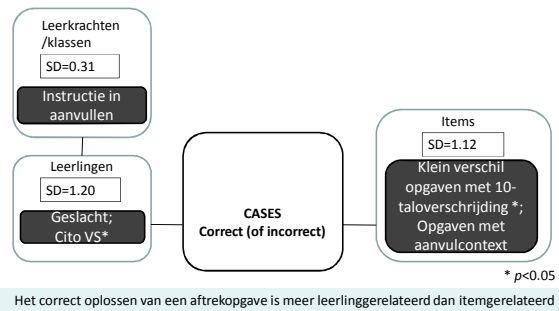 Leerkrachten
/klassen
SD=0.31
Instructie in
aanvullen
Leerlingen
SD=1.20
Geslacht;
Cito VS*
CASES
Correct (of incorrect)
Items
SD=1.12
Klein verschil
opgaven met 10-
taloverschrijding *;
Opgaven met
aanvulcontext
* p<0.05
Het correct oplossen van een aftrekopgave is meer leerlinggerelateerd dan itemgerelateerd